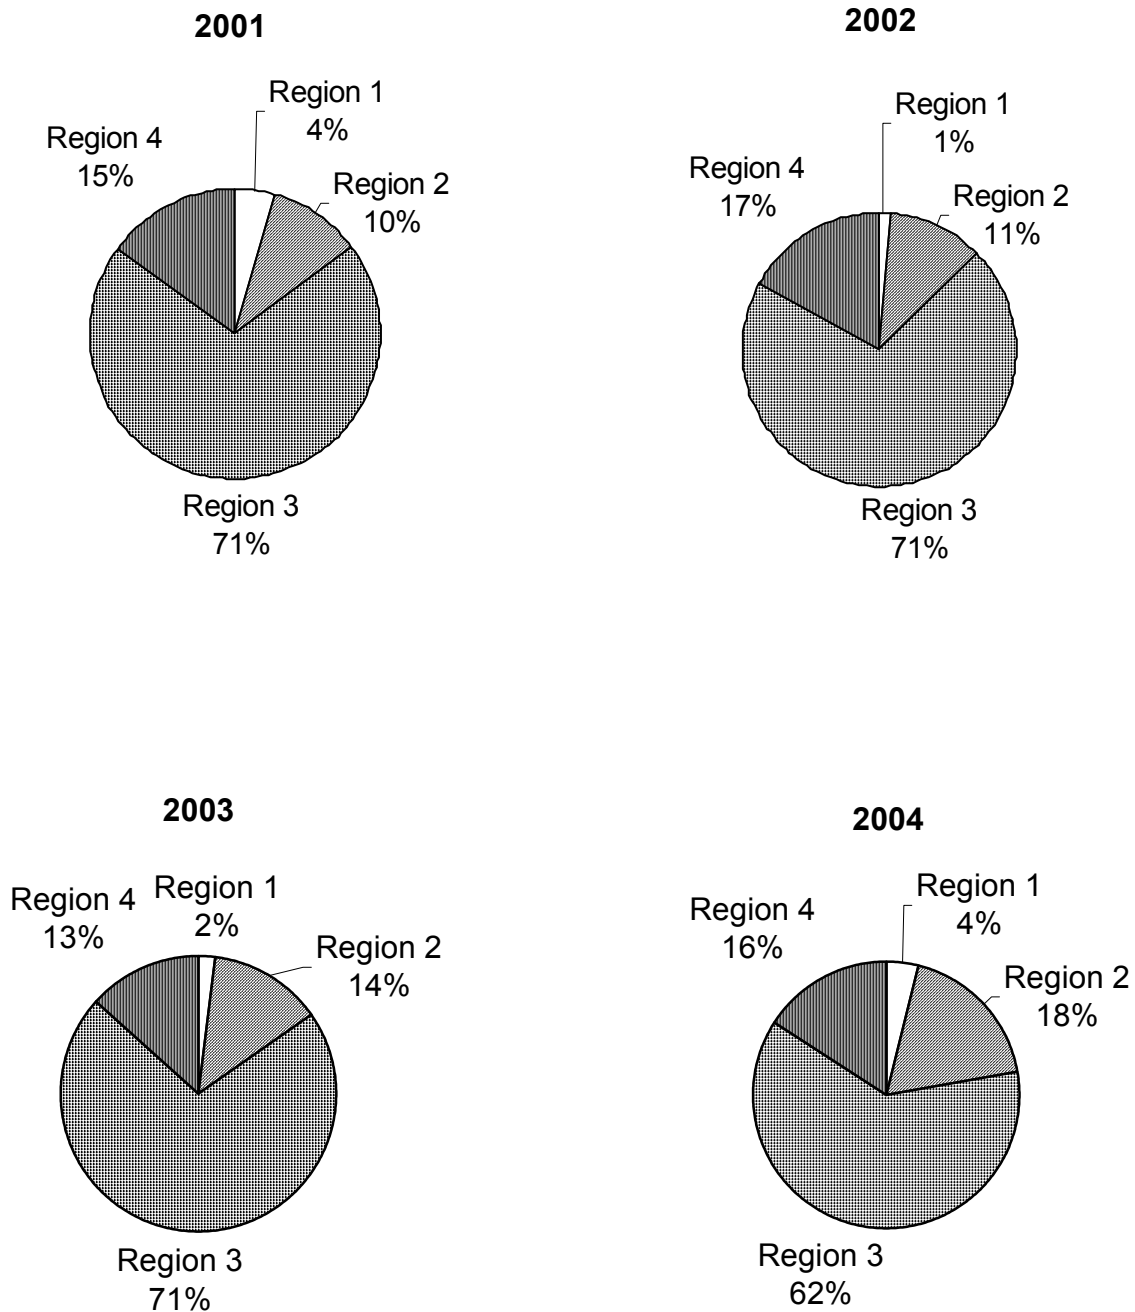 2001
Region 1
4%
Region 2
10%
Region 3
71%
Region 4
15%
2002
Region 1
1%
Region 2
11%
Region 3
71%
Region 4
17%
2003
Region 1
2%
Region 2
14%
Region 3
71%
Region 4
13%
2004
Region 1
4%
Region 2
18%
Region 3
62%
Region 4
16%